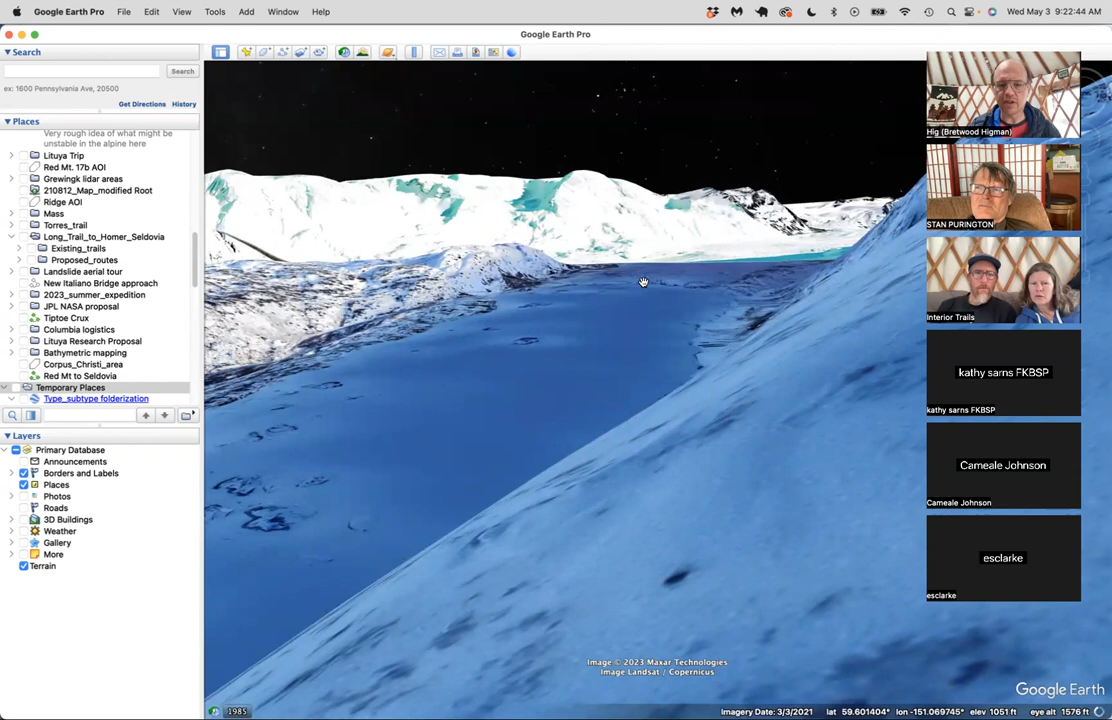 Google Earth Pro File Edit View Tools Add Window Help Wed May 3 9:22:44 AM
Google Earth Pro
Search
Search
ex: 1600 Pennsylvania Ave, 20500
Get Directions History
Places
Very rough idea of what might be
unstable in the alpine here
Lituya Trip
Red Mt. 17b AOI
Grewingk lidar areas
210812_Map_modified Root
Ridge AOI
Mass
Torres_trail
Long_Trail_to_Homer_Seldovia
Existing_trails
Proposed_routes
Landslide aerial tour
New Italiano Bridge approach
2023_summer_expedition
JPL NASA proposal
Tiptoe Crux
Columbia logistics
Lituya Research Proposal
Bathymetric mapping
Corpus_Christi_area
Red Mt to Seldovia
Temporary Places
Type_subtype folderization
Layers
Primary Database
Announcements
Borders and Labels
Places
Photos
Roads
3D Buildings
Weather
Gallery
More
Terrain
Hig (Bretwood Higman)
STAN PURINGTON
Interior Trails
kathy sarns FKBSP
kathy sarns FKBSP
Cameale Johnson
Cameale Johnson
esclarke
esclarke
Image © 2023 Maxar Technologies
Image Landsat / Copernicus
Google Earth
1985
Imagery Date: 3/3/2021 lat 59.601404° lon -151.069745° elev 1051 ft eye alt 1576 ft